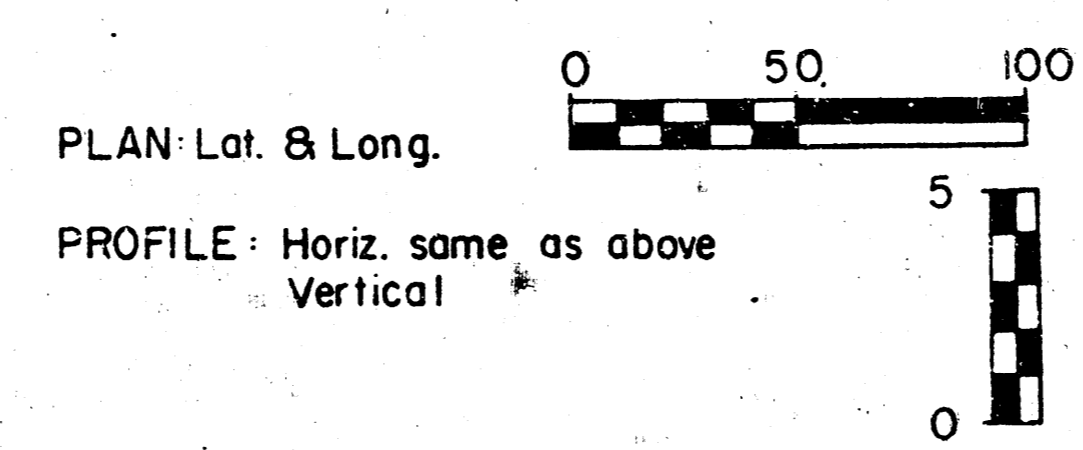 0 50 100
PLAN: Lat. & Long.
5
PROFILE: Horiz. same as above
Vertical
0